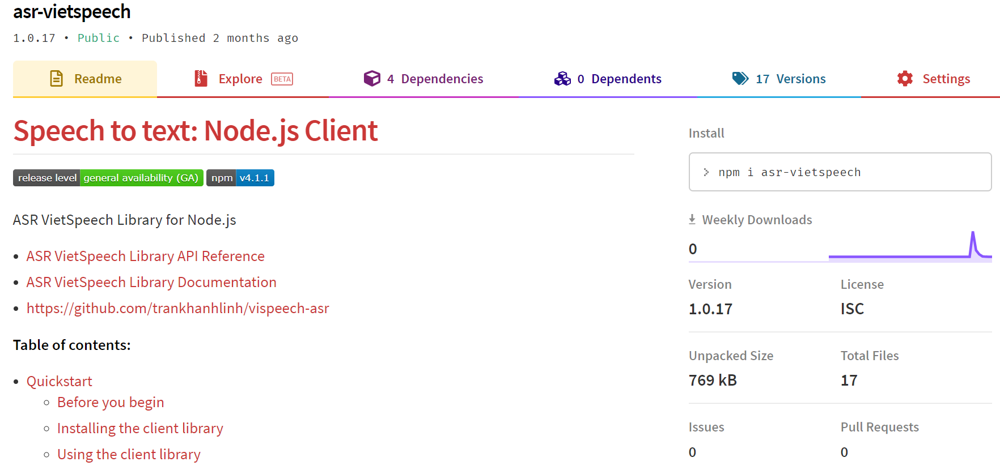 asr-vietspeech
1.0.17 • Public • Published 2 months ago
Readme
Explore BETA
4 Dependencies
0 Dependents
17 Versions
Settings
Speech to text: Node.js Client
release level general availability (GA) npm v4.1.1
ASR VietSpeech Library for Node.js
• ASR VietSpeech Library API Reference
• ASR VietSpeech Library Documentation
• https://github.com/trankhanhlinh/vispeech-asr
Table of contents:
• Quickstart
◦ Before you begin
◦ Installing the client library
◦ Using the client library
Install
> npm i asr-vietspeech
Weekly Downloads
0
Version
1.0.17
License
ISC
Unpacked Size
769 kB
Total Files
17
Issues
0
Pull Requests
0